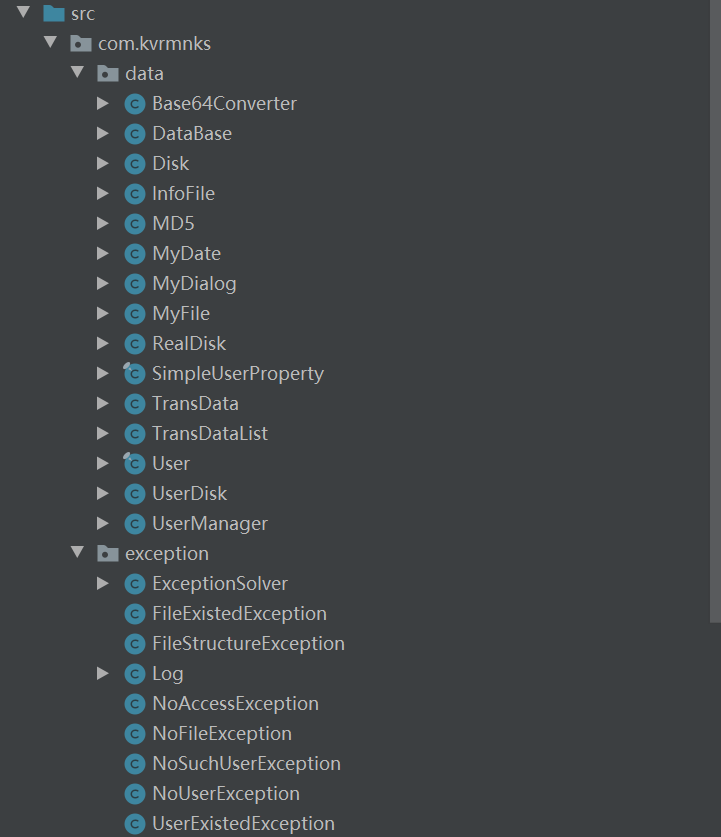 src
com.kvrmnks
data
Base64Converter
DataBase
Disk
InfoFile
MD5
MyDate
MyDialog
MyFile
RealDisk
SimpleUserProperty
TransData
TransDataList
User
UserDisk
UserManager
exception
ExceptionSolver
FileExistedException
FileStructureException
Log
NoAccessException
NoFileException
NoSuchUserException
NoUserException
UserExistedException